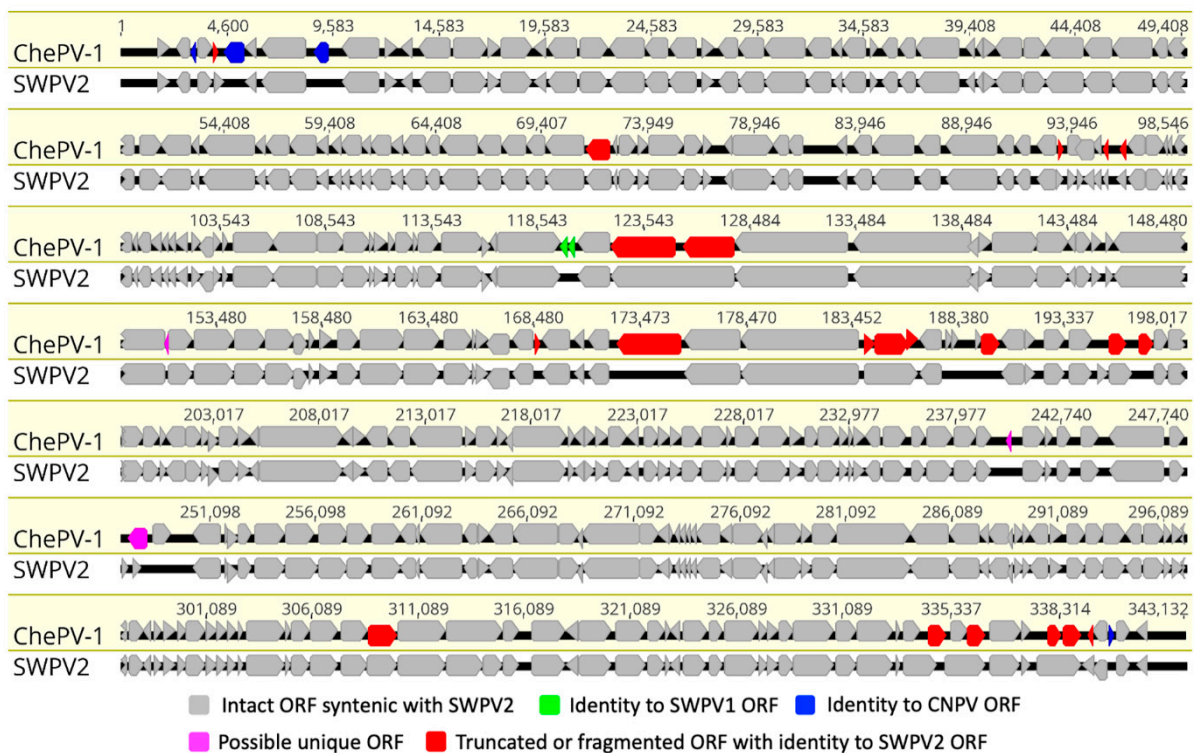 1 4,600 9,583 14,583 19,583 24,583 29,583 34,583 39,408 44,408 49,408
ChePV-1
SWPV2
54,408 59,408 64,408 69,407 73,949 78,946 83,946 88,946 93,946 98,546
ChePV-1
SWPV2
103,543 108,543 113,543 118,543 123,543 128,484 133,484 138,484 143,484 148,480
ChePV-1
SWPV2
153,480 158,480 163,480 168,480 173,473 178,470 183,452 188,380 193,337 198,017
ChePV-1
SWPV2
203,017 208,017 213,017 218,017 223,017 228,017 232,977 237,977 242,740 247,740
ChePV-1
SWPV2
251,098 256,098 261,092 266,092 271,092 276,092 281,092 286,089 291,089 296,089
ChePV-1
SWPV2
301,089 306,089 311,089 316,089 321,089 326,089 331,089 335,337 338,314 343,132
ChePV-1
SWPV2
Intact ORF syntenic with SWPV2 Identity to SWPV1 ORF Identity to CNPV ORF
Possible unique ORF Truncated or fragmented ORF with identity to SWPV2 ORF